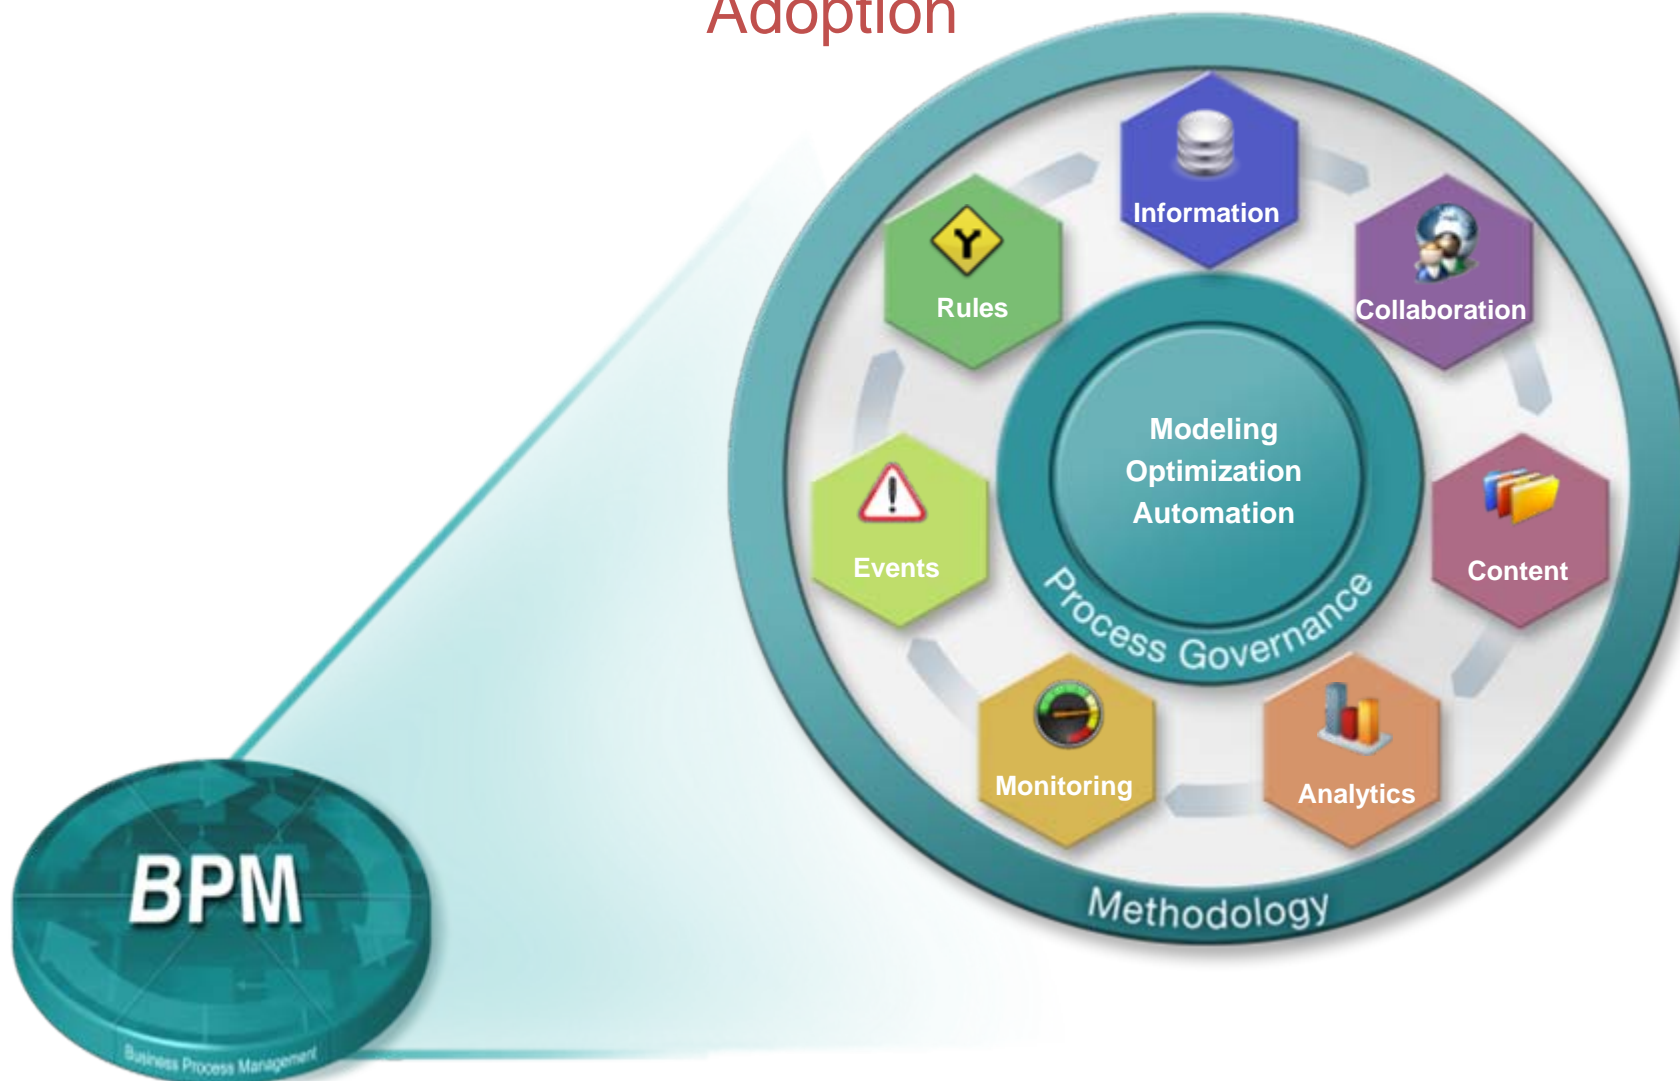 Adoption
Information
Collaboration
Rules
Modeling
Optimization
Automation
Events
Content
Process Governance
Monitoring
Analytics
Methodology
BPM
Business Process Management